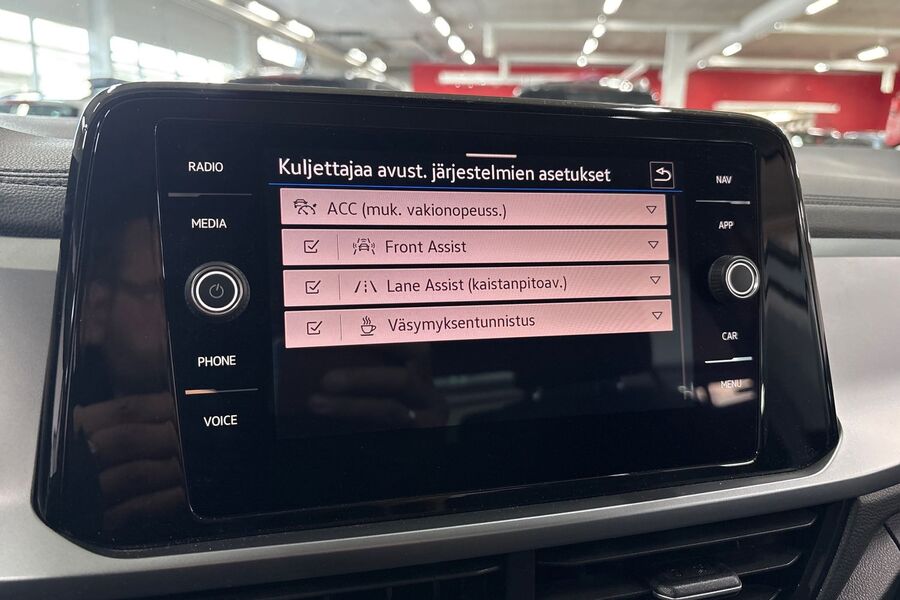 RADIO
MEDIA
PHONE
VOICE
Kuljettajaa avust. järjestelmien asetukset
ACC (muk. vakionopeuss.)
Front Assist
Lane Assist (kaistanpitoav.)
Väsymyksentunnistus
NAV
APP
CAR
MENU